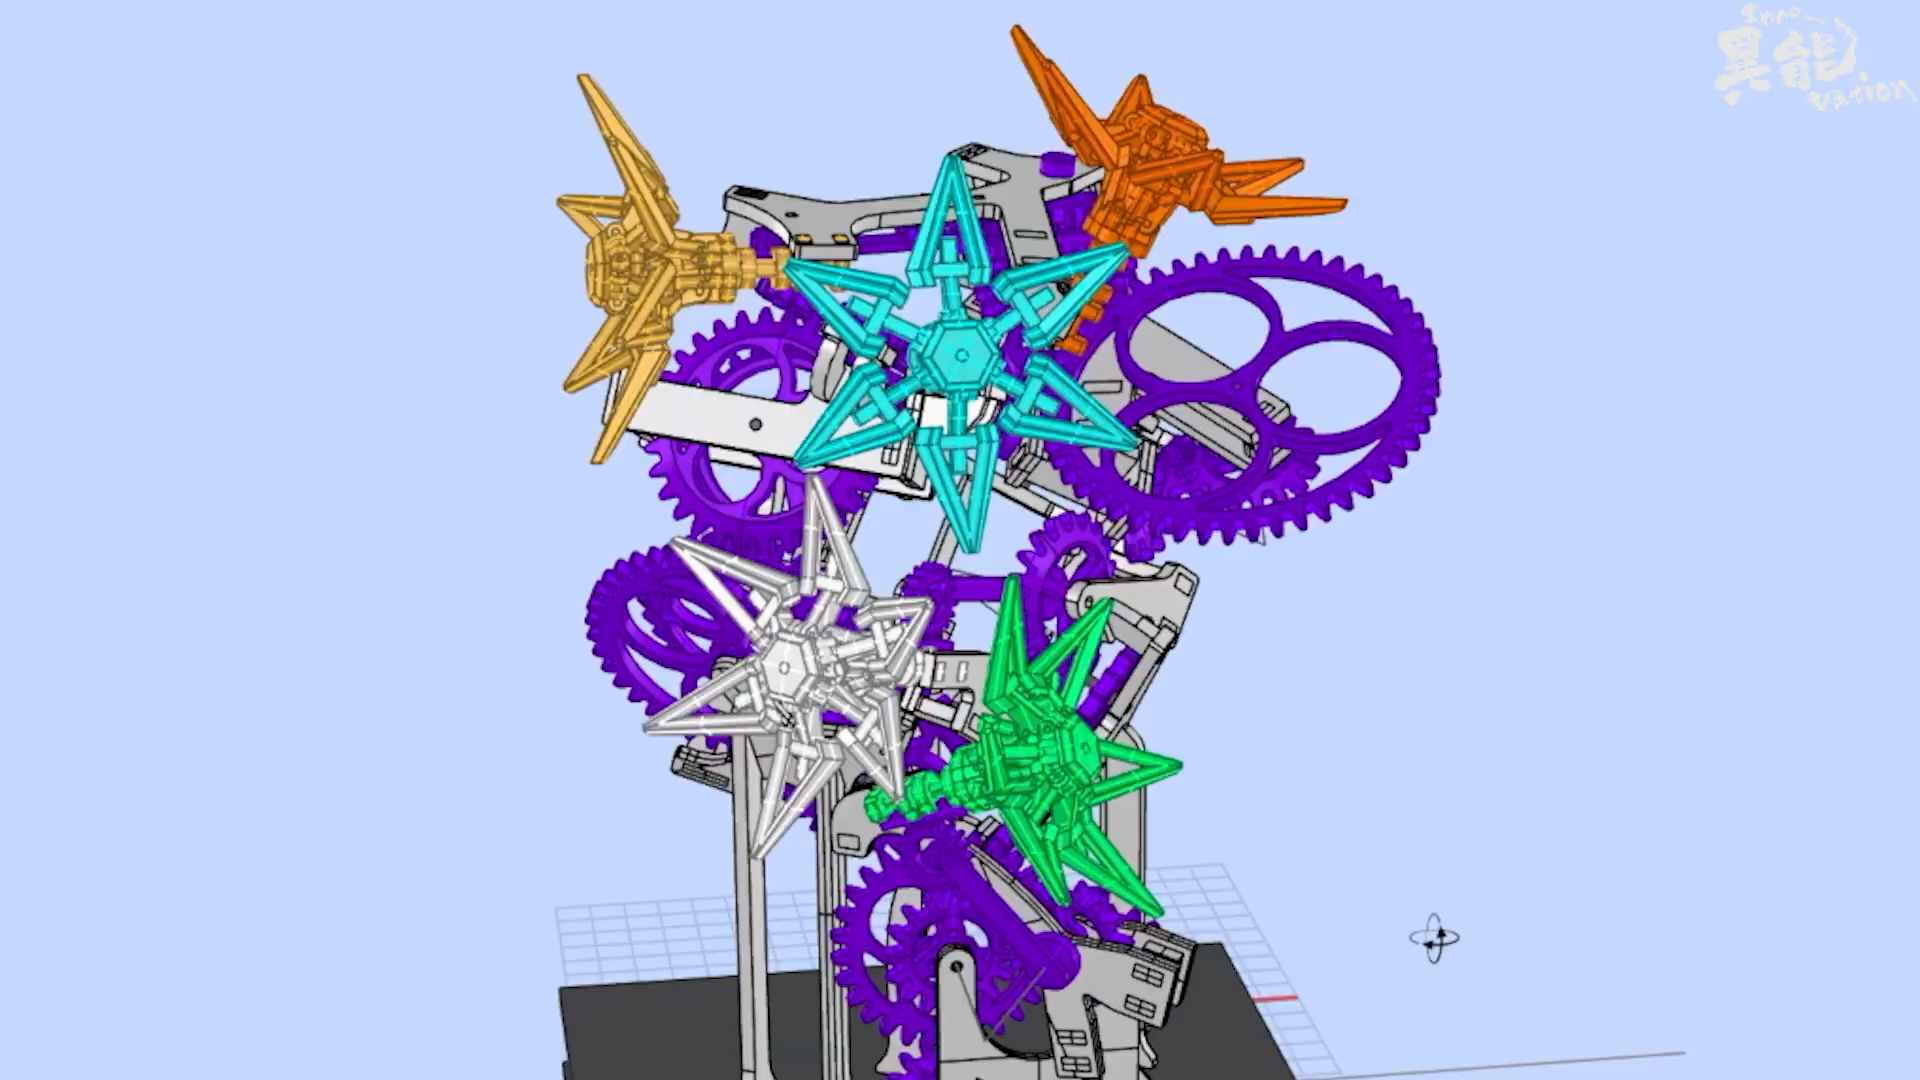 Inno
異能
vation